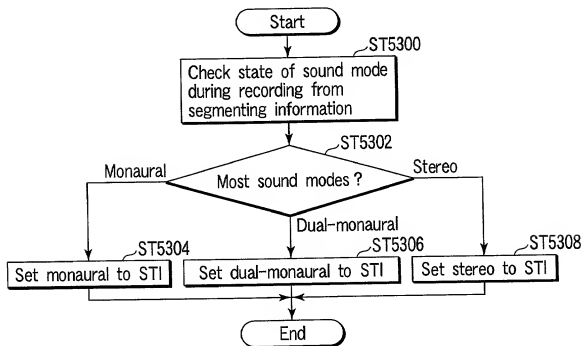 Start
ST5300
Check state of sound mode
during recording from
segmenting information
ST5302
Monaural
Most sound modes ?
Stereo
Dual-monaural
ST5304
ST5306
ST5308
Set monaural to STI
Set dual-monaural to STI
Set stereo to STI
End